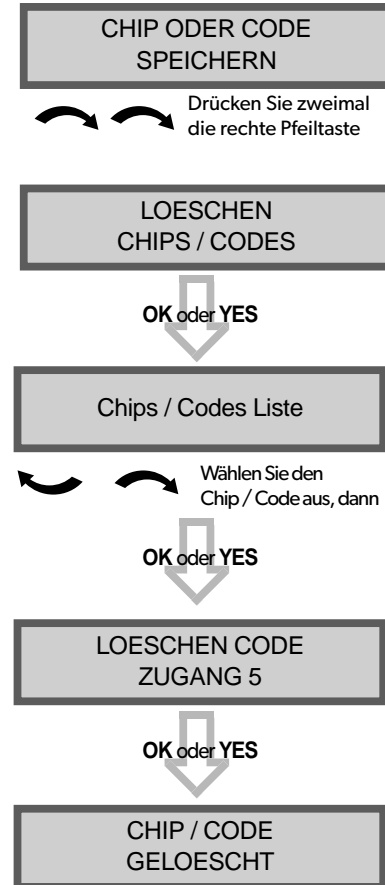 CHIP ODER CODE
SPEICHERN
Drücken Sie zweimal
die rechte Pfeiltaste
LOESCHEN
CHIPS / CODES
OK oder YES
Chips / Codes Liste
Wählen Sie den
Chip / Code aus, dann
OK oder YES
LOESCHEN CODE
ZUGANG 5
OK oder YES
CHIP / CODE
GELOESCHT